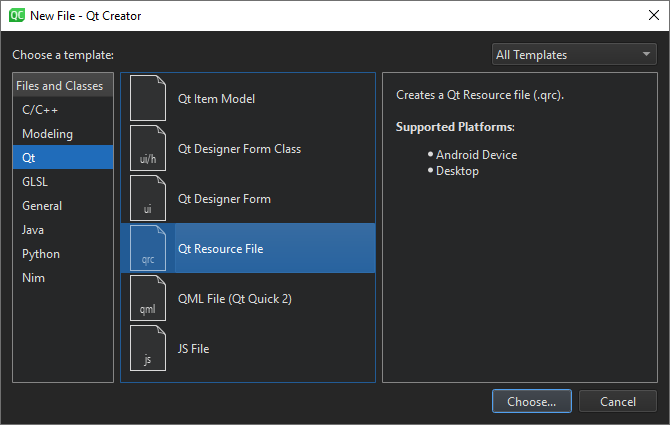 QC New File - Qt Creator
Choose a template:
All Templates
Files and Classes
C/C++
Modeling
Qt
GLSL
General
Java
Python
Nim
Qt Item Model
ui/h Qt Designer Form Class
ui Qt Designer Form
qrc Qt Resource File
qml QML File (Qt Quick 2)
js JS File
Creates a Qt Resource file (.qrc).
Supported Platforms:
• Android Device
• Desktop
Choose...
Cancel